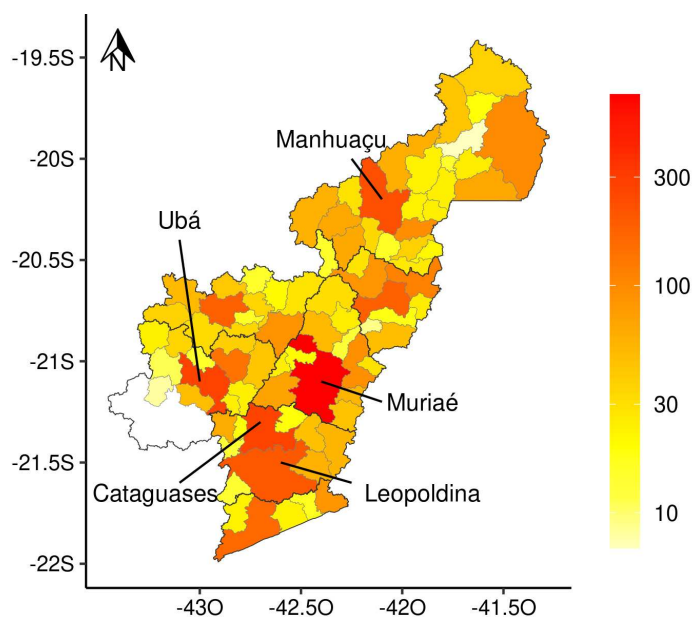 N
-19.5S
-20S
-20.5S
-21S
-21.5S
-22S
-43O
-42.5O
-42O
-41.5O
Manhuaçu
Ubá
Muriaé
Cataguases
Leopoldina
300
100
30
10